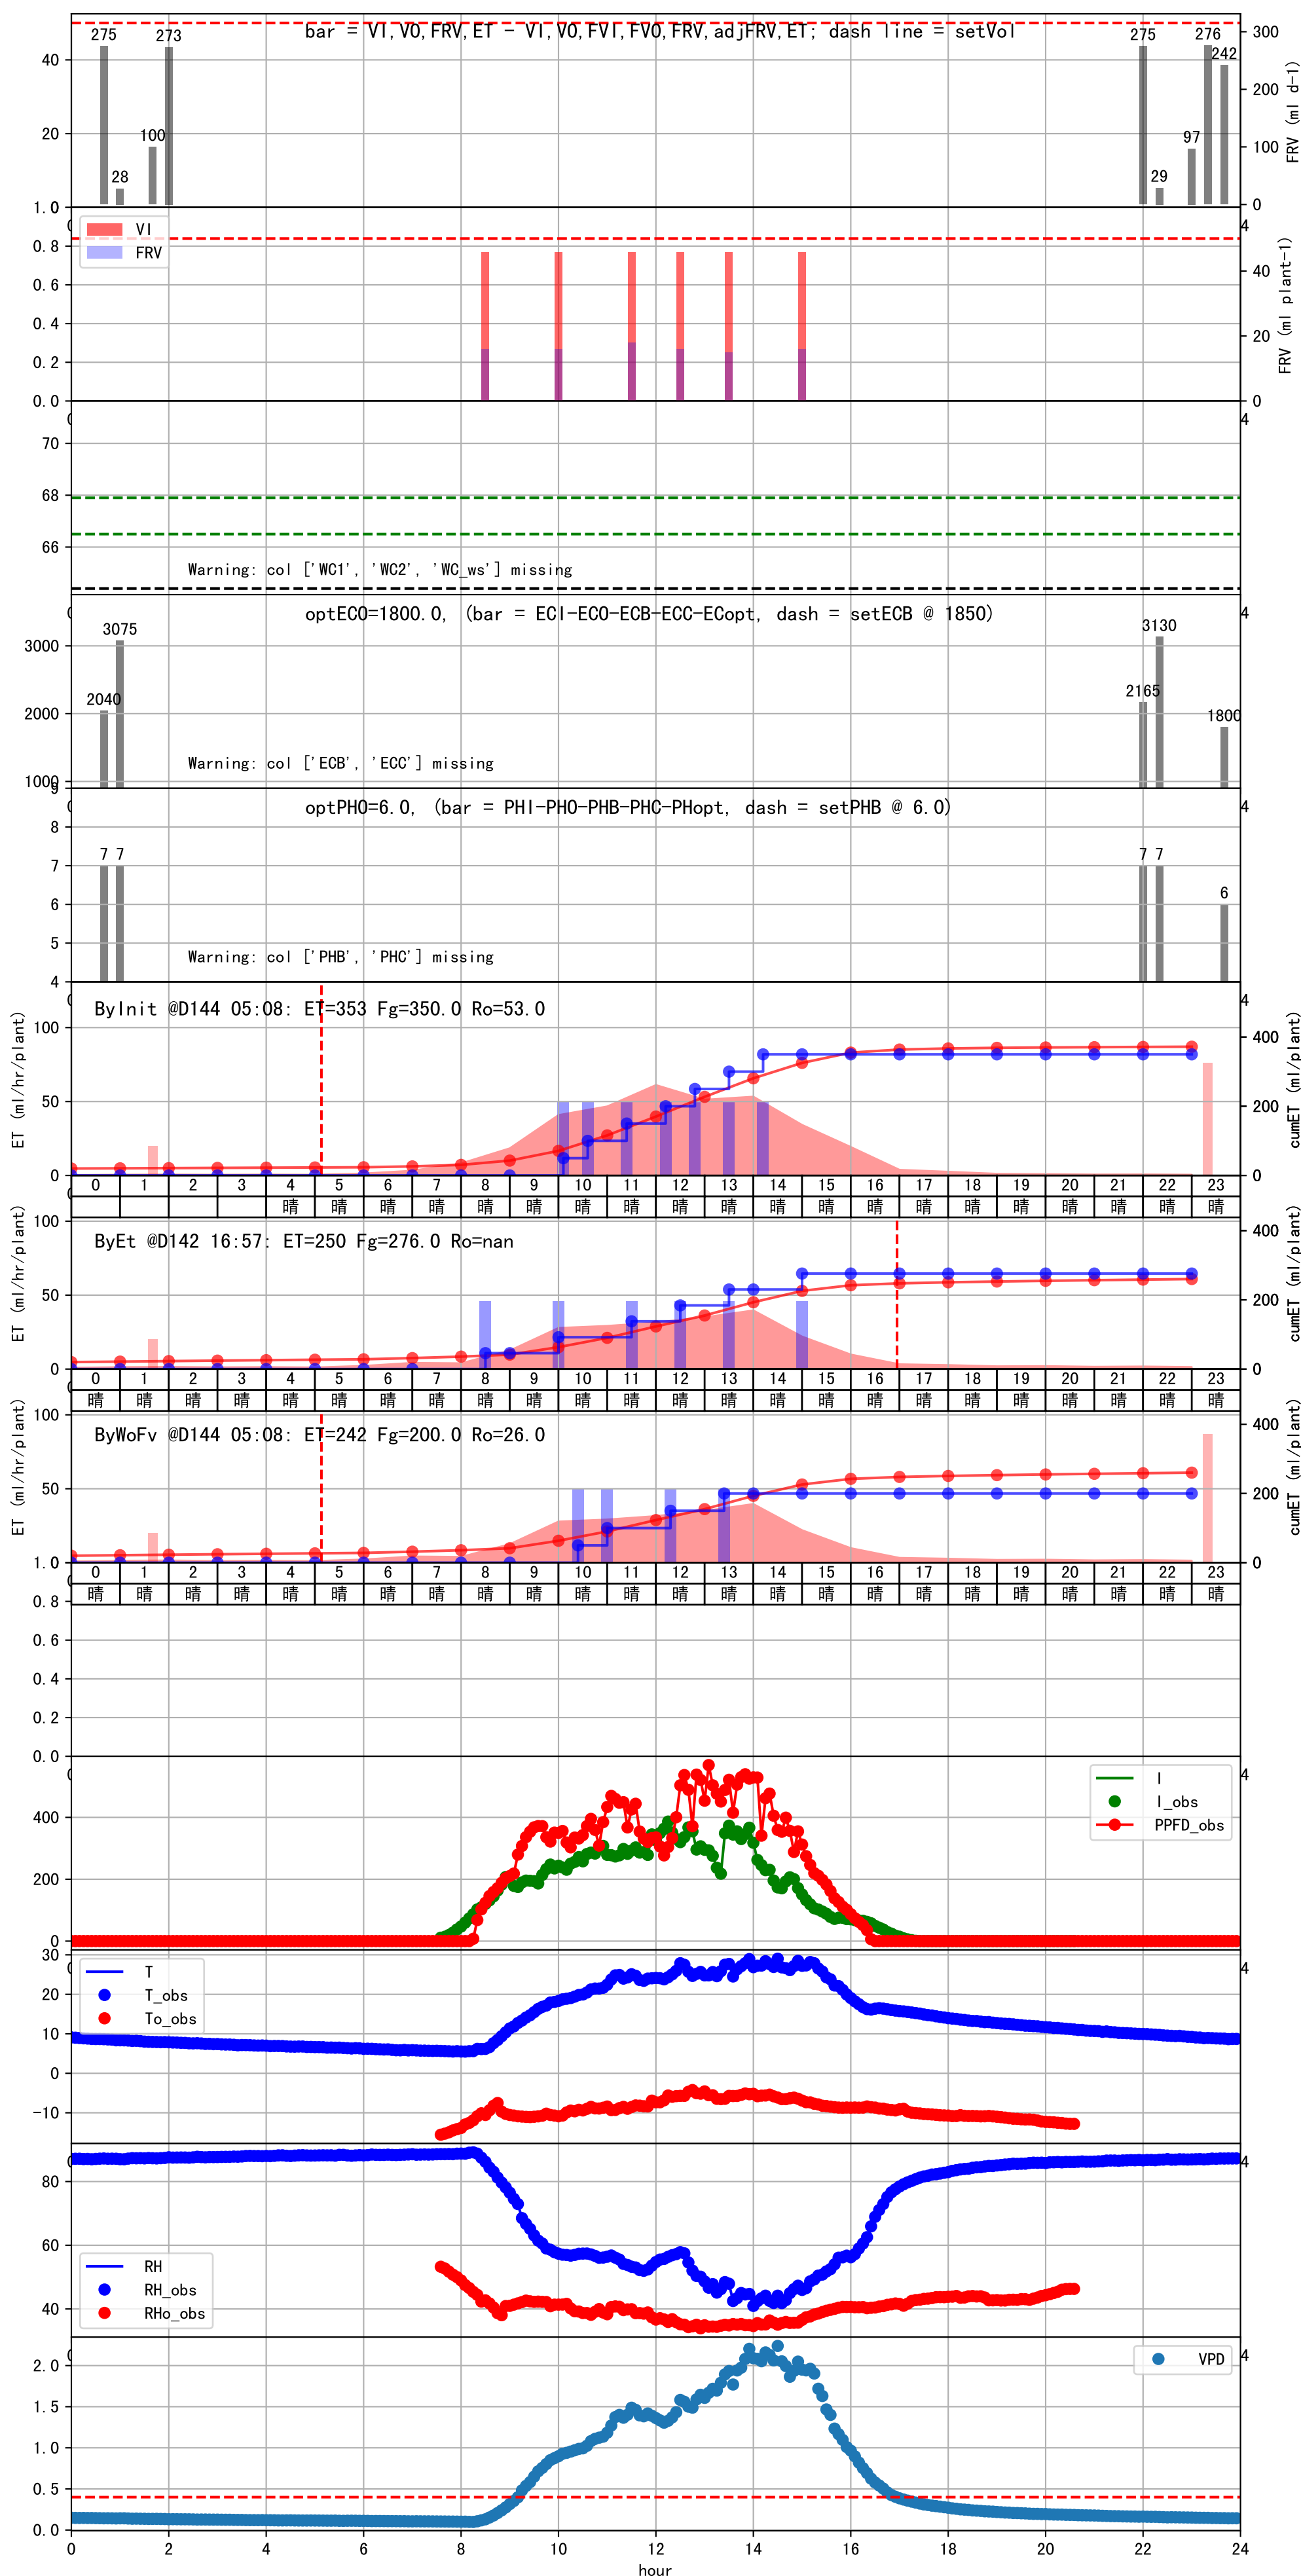 bar = VI,VO,FRV,ET - VI,VO,FVI,FVO,FRV,adjFRV,ET; dash line = setVol
275 28 100 273 275 29 97 276 242
40 20
300 200 100 0
FRV (ml d-1)
VI
FRV
1.0 0.8 0.6 0.4 0.2 0.0
40 20 0
FRV (ml plant-1)
70 68 66
Warning: col ['WC1', 'WC2', 'WC_ws'] missing
optECO=1800.0, (bar = ECI-ECO-ECB-ECC-ECopt, dash = setECB @ 1850)
2040 3075 2165 3130 1800
3000 2000 1000
Warning: col ['ECB', 'ECC'] missing
optPHO=6.0, (bar = PHI-PHO-PHB-PHC-PHopt, dash = setPHB @ 6.0)
7 7 7 7 6
9 8 7 6 5 4
Warning: col ['PHB', 'PHC'] missing
ByInit @D144 05:08: ET=353 Fg=350.0 Ro=53.0
ET (ml/hr/plant)
100 50 0
400 200 0
cumET (ml/plant)
0 1 2 3 4 5 6 7 8 9 10 11 12 13 14 15 16 17 18 19 20 21 22 23
晴 晴 晴 晴 晴 晴 晴 晴 晴 晴 晴 晴 晴 晴 晴 晴 晴 晴 晴 晴
ByEt @D142 16:57: ET=250 Fg=276.0 Ro=nan
ET (ml/hr/plant)
100 50 0
400 200 0
cumET (ml/plant)
0 1 2 3 4 5 6 7 8 9 10 11 12 13 14 15 16 17 18 19 20 21 22 23
晴 晴 晴 晴 晴 晴 晴 晴 晴 晴 晴 晴 晴 晴 晴 晴 晴 晴 晴 晴 晴 晴 晴 晴
ByWoFv @D144 05:08: ET=242 Fg=200.0 Ro=26.0
ET (ml/hr/plant)
100 50
400 200 0
cumET (ml/plant)
0 1 2 3 4 5 6 7 8 9 10 11 12 13 14 15 16 17 18 19 20 21 22 23
晴 晴 晴 晴 晴 晴 晴 晴 晴 晴 晴 晴 晴 晴 晴 晴 晴 晴 晴 晴 晴 晴 晴 晴
1.0 0.8 0.6 0.4 0.2 0.0
I
I_obs
PPFD_obs
400 200 0
T
T_obs
To_obs
30 20 10 0 -10
RH
RH_obs
RHo_obs
80 60 40
VPD
2.0 1.5 1.0 0.5 0.0
0 2 4 6 8 10 12 14 16 18 20 22 24
hour